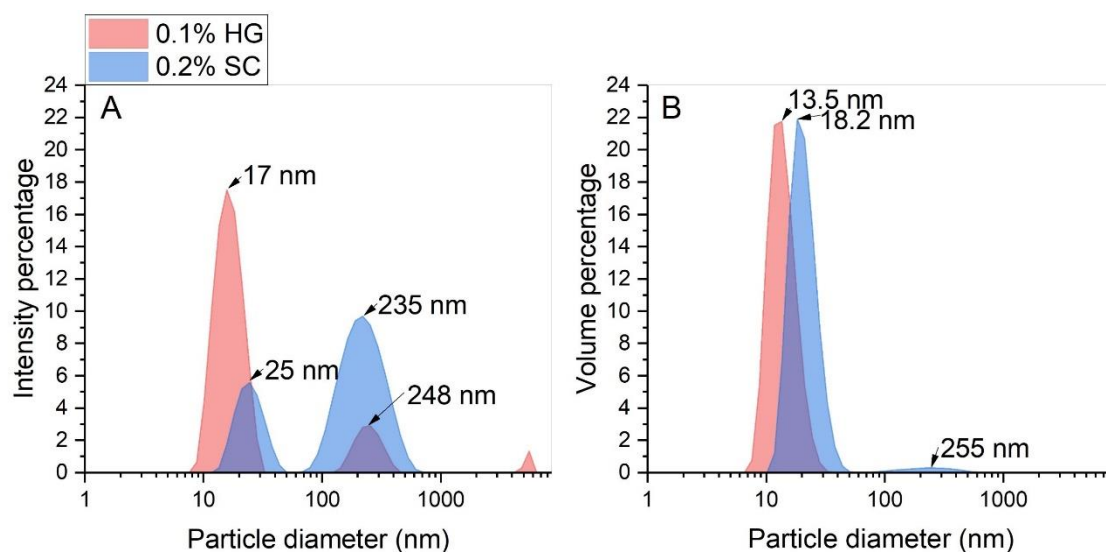 0.1% HG
0.2% SC
A
24
22
20
18
16
14
12
10
8
6
4
2
0
Intensity percentage
17 nm
25 nm
235 nm
248 nm
1
10
100
1000
Particle diameter (nm)
B
24
22
20
18
16
14
12
10
8
6
4
2
0
Volume percentage
13.5 nm
18.2 nm
255 nm
1
10
100
1000
Particle diameter (nm)